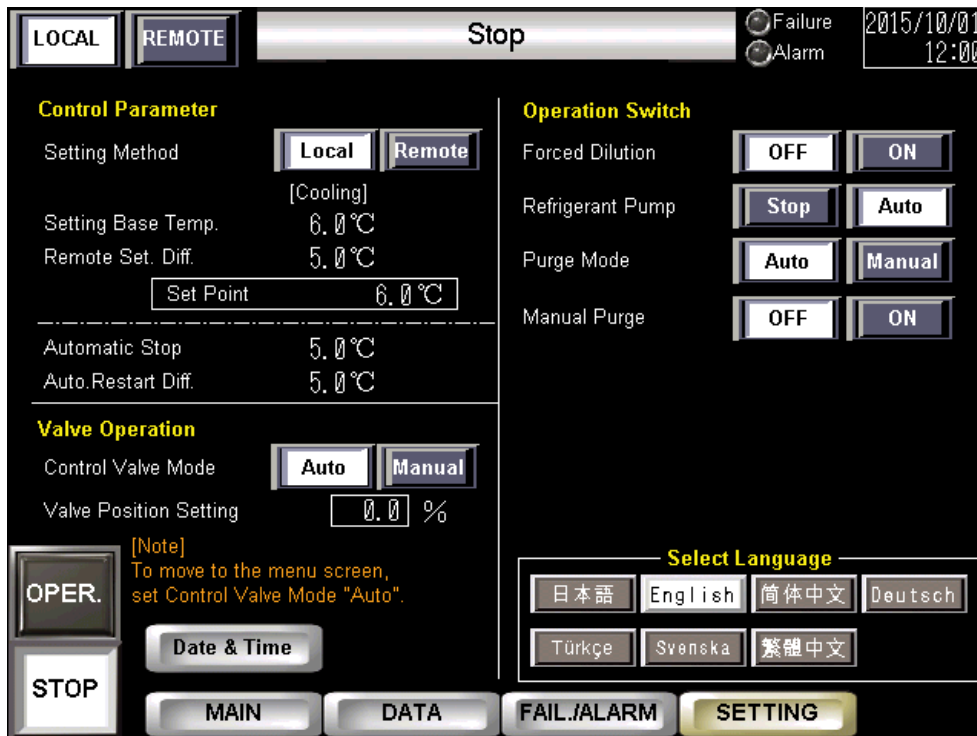 LOCAL REMOTE Stop Failure 2015/10/01
Alarm 12:00
Control Parameter
Setting Method Local Remote
[Cooling]
Setting Base Temp. 6.0℃
Remote Set. Diff. 5.0℃
Set Point 6.0℃
Automatic Stop 5.0℃
Auto.Restart Diff. 5.0℃
Valve Operation
Control Valve Mode Auto Manual
Valve Position Setting 0.0 %
[Note]
To move to the menu screen,
set Control Valve Mode "Auto".
Operation Switch
Forced Dilution OFF ON
Refrigerant Pump Stop Auto
Purge Mode Auto Manual
Manual Purge OFF ON
Select Language
日本語 English 简体中文 Deutsch
Türkçe Svenska 繁體中文
OPER.
Date & Time
STOP
MAIN DATA FAIL./ALARM SETTING